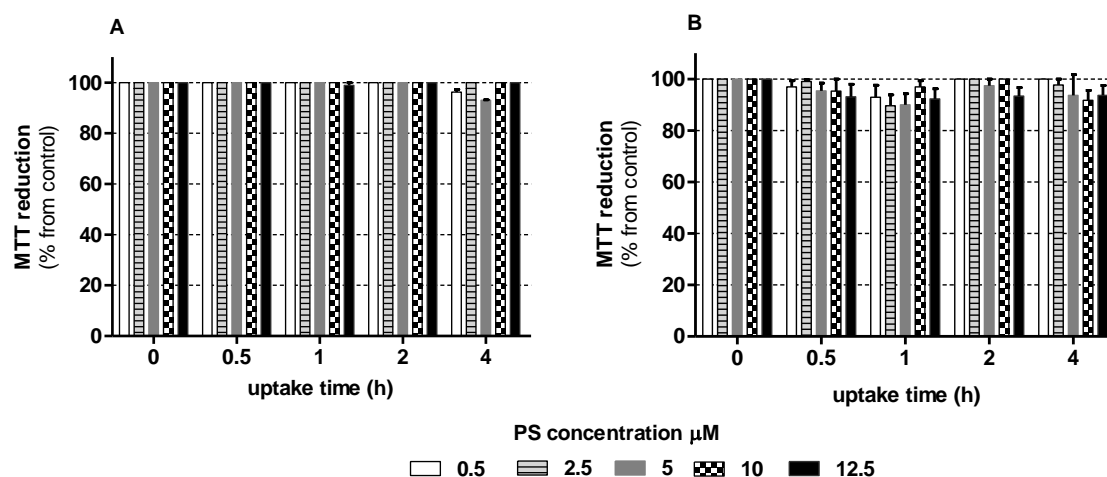 A
MTT reduction
(% from control)
100
80
60
40
20
0
0 0.5 1 2 4
uptake time (h)
B
MTT reduction
(% from control)
100
80
60
40
20
0
0 0.5 1 2 4
uptake time (h)
PS concentration μM
0.5 2.5 5 10 12.5